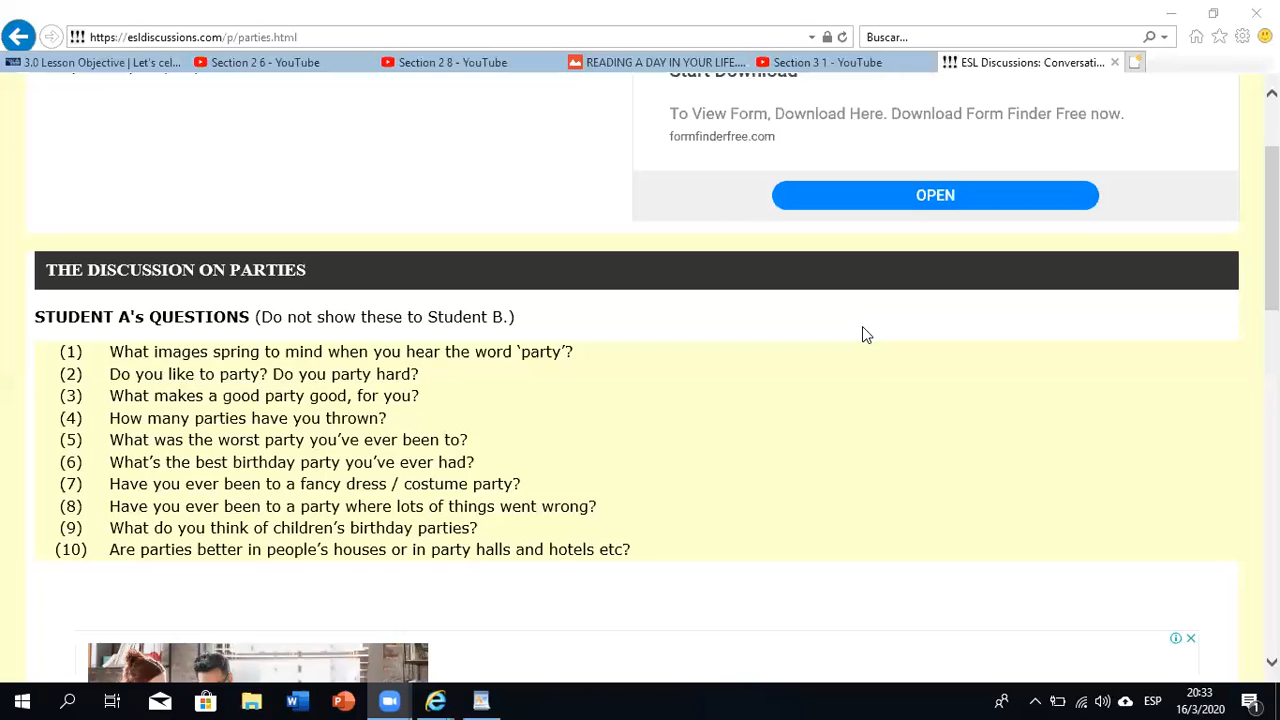 https://esldiscussions.com/p/parties.html
Buscar...
3.0 Lesson Objective | Let's cel...
Section 2 6 - YouTube
Section 2 8 - YouTube
READING A DAY IN YOUR LIFE....
Section 3 1 - YouTube
ESL Discussions: Conversati...
Start Download
To View Form, Download Here. Download Form Finder Free now.
formfinderfree.com
OPEN
THE DISCUSSION ON PARTIES
STUDENT A's QUESTIONS (Do not show these to Student B.)
(1) What images spring to mind when you hear the word ‘party’?
(2) Do you like to party? Do you party hard?
(3) What makes a good party good, for you?
(4) How many parties have you thrown?
(5) What was the worst party you’ve ever been to?
(6) What’s the best birthday party you’ve ever had?
(7) Have you ever been to a fancy dress / costume party?
(8) Have you ever been to a party where lots of things went wrong?
(9) What do you think of children’s birthday parties?
(10) Are parties better in people’s houses or in party halls and hotels etc?
ESP
20:33
16/3/2020
1